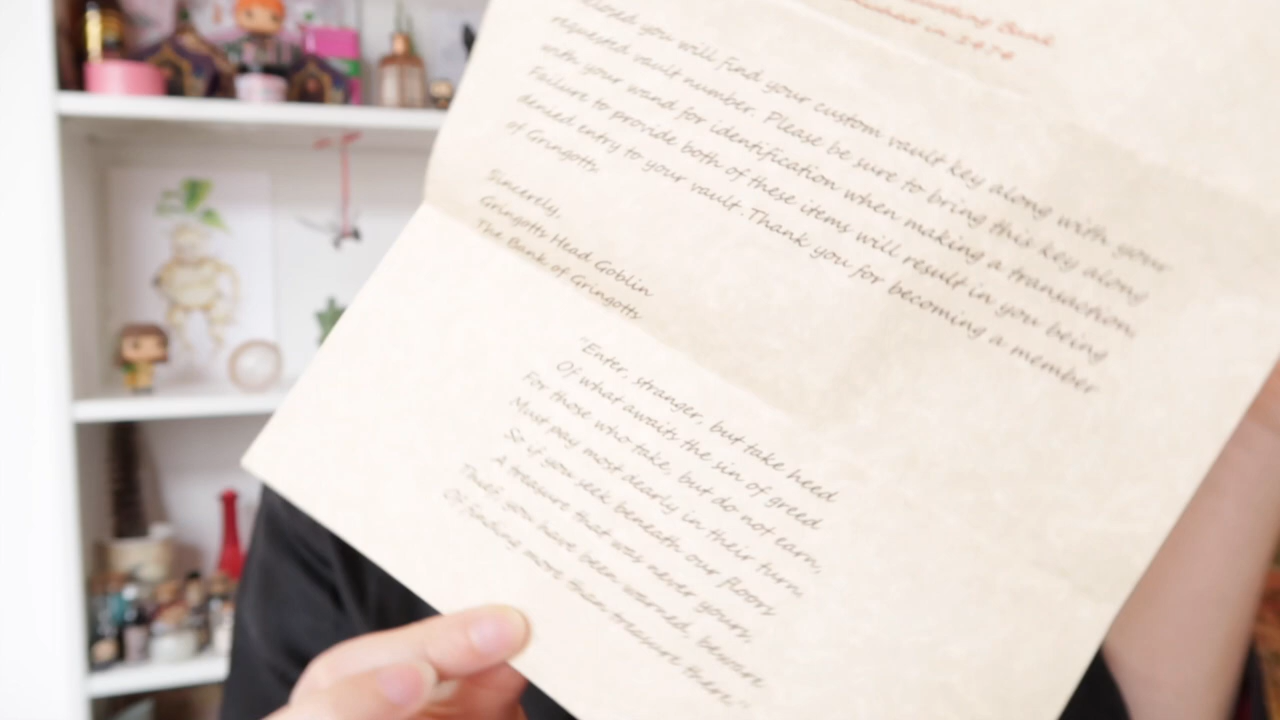 you will find your custom vault key along with your
requested vault number. Please be sure to bring this key along
with your wand for identification when making a transaction.
Failure to provide both of these items will result in you being
denied entry to your vault. Thank you for becoming a member
of Gringotts.
Sincerely,
Gringotts Head Goblin
The Bank of Gringotts
"Enter, stranger, but take heed
Of what awaits the sin of greed
For those who take, but do not earn,
Must pay most dearly in their turn,
So if you seek beneath our floors
A treasure that was never yours,
Thief, you have been warned, beware
Of finding more than treasure there."